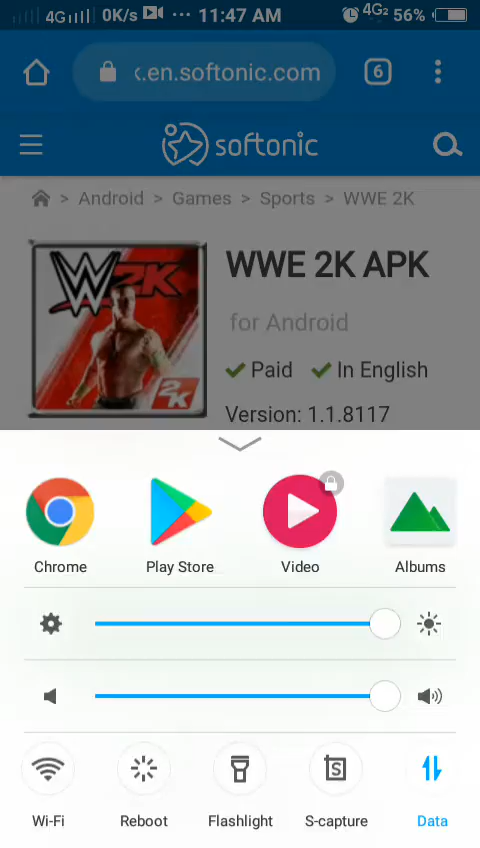 4G 0K/s ... 11:47 AM 4G2 56%
‹.en.softonic.com 6
softonic
> Android > Games > Sports > WWE 2K
W 2K
2K
WWE 2K APK
for Android
Paid In English
Version: 1.1.8117
Chrome Play Store Video Albums
S
Wi-Fi Reboot Flashlight S-capture Data